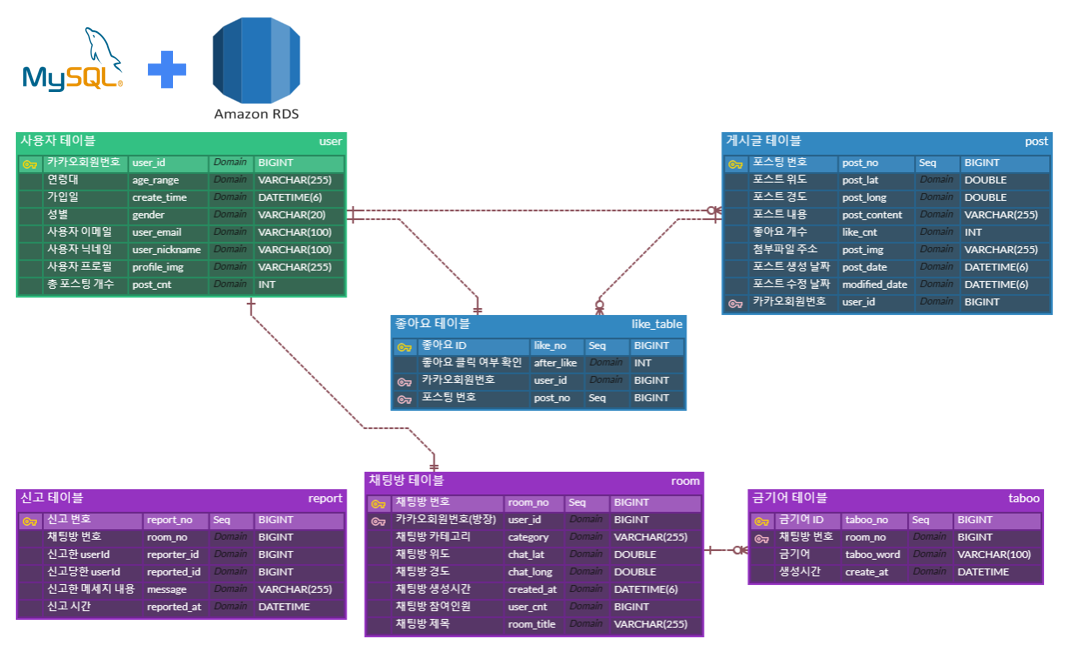 MySQL®
Amazon RDS
사용자 테이블 user
카카오회원번호 user_id Domain BIGINT
연령대 age_range Domain VARCHAR(255)
가입일 create_time Domain DATETIME(6)
성별 gender Domain VARCHAR(20)
사용자 이메일 user_email Domain VARCHAR(100)
사용자 닉네임 user_nickname Domain VARCHAR(100)
사용자 프로필 profile_img Domain VARCHAR(255)
총 포스팅 개수 post_cnt Domain INT
게시글 테이블 post
포스팅 번호 post_no Seq BIGINT
포스트 위도 post_lat Domain DOUBLE
포스트 경도 post_long Domain DOUBLE
포스트 내용 post_content Domain VARCHAR(255)
좋아요 개수 like_cnt Domain INT
첨부파일 주소 post_img Domain VARCHAR(255)
포스트 생성 날짜 post_date Domain DATETIME(6)
포스트 수정 날짜 modified_date Domain DATETIME(6)
카카오회원번호 user_id Domain BIGINT
좋아요 테이블 like_table
좋아요 ID like_no Seq BIGINT
좋아요 클릭 여부 확인 after_like Domain INT
카카오회원번호 user_id Domain BIGINT
포스팅 번호 post_no Seq BIGINT
신고 테이블 report
신고 번호 report_no Seq BIGINT
채팅방 번호 room_no Domain BIGINT
신고한 userId reporter_id Domain BIGINT
신고당한 userId reported_id Domain BIGINT
신고한 메세지 내용 message Domain VARCHAR(255)
신고 시간 reported_at Domain DATETIME
채팅방 테이블 room
채팅방 번호 room_no Seq BIGINT
카카오회원번호(방장) user_id Domain BIGINT
채팅방 카테고리 category Domain VARCHAR(255)
채팅방 위도 chat_lat Domain DOUBLE
채팅방 경도 chat_long Domain DOUBLE
채팅방 생성시간 created_at Domain DATETIME(6)
채팅방 참여인원 user_cnt Domain BIGINT
채팅방 제목 room_title Domain VARCHAR(255)
금기어 테이블 taboo
금기어 ID taboo_no Seq BIGINT
채팅방 번호 room_no Domain BIGINT
금기어 taboo_word Domain VARCHAR(100)
생성시간 create_at Domain DATETIME